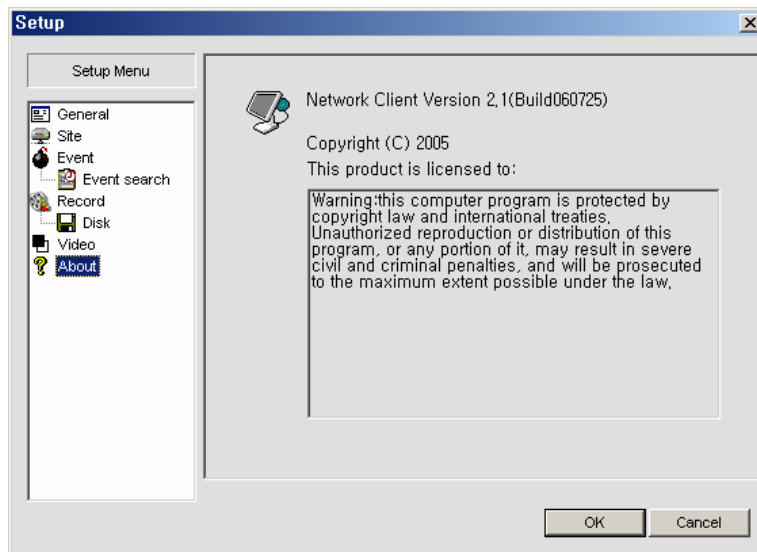 Setup
Setup Menu
General
Site
Event
Event search
Record
Disk
Video
About
Network Client Version 2.1(Build060725)
Copyright (C) 2005
This product is licensed to:
Warning:this computer program is protected by
copyright law and international treaties.
Unauthorized reproduction or distribution of this
program, or any portion of it, may result in severe
civil and criminal penalties, and will be prosecuted
to the maximum extent possible under the law.
OK
Cancel